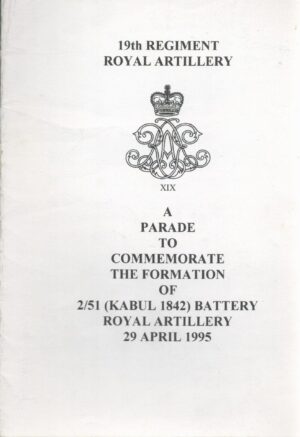 19th REGIMENT
ROYAL ARTILLERY
XIX
A
PARADE
TO
COMMEMORATE
THE FORMATION
OF
2/51 (KABUL 1842) BATTERY
ROYAL ARTILLERY
29 APRIL 1995